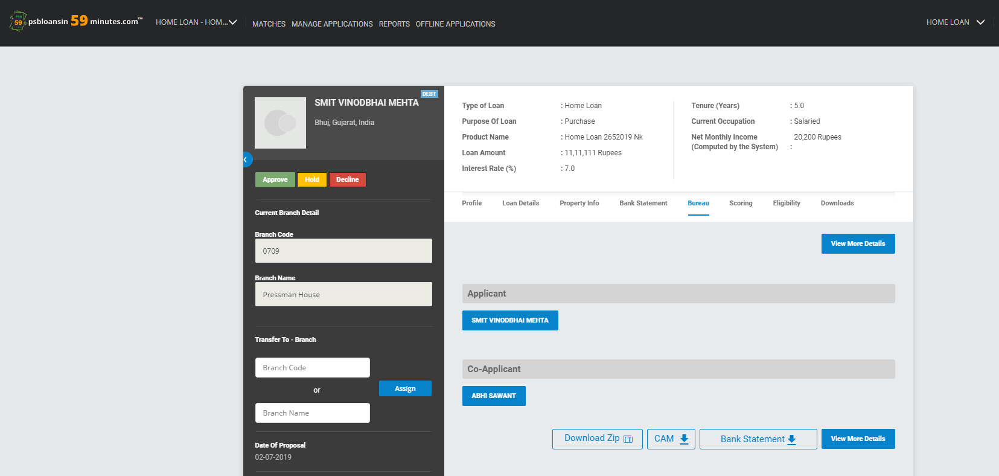 PSB
59
psbloansin 59 minutes.com™
HOME LOAN - HOM...
MATCHES
MANAGE APPLICATIONS
REPORTS
OFFLINE APPLICATIONS
HOME LOAN
DEBT
SMIT VINODBHAI MEHTA
Bhuj, Gujarat, India
Approve
Hold
Decline
Current Branch Detail
Branch Code
0709
Branch Name
Pressman House
Transfer To - Branch
Branch Code
or
Assign
Branch Name
Date Of Proposal
02-07-2019
Type of Loan : Home Loan
Purpose Of Loan : Purchase
Product Name : Home Loan 2652019 Nk
Loan Amount : 11,11,111 Rupees
Interest Rate (%) : 7.0
Tenure (Years) : 5.0
Current Occupation : Salaried
Net Monthly Income 20,200 Rupees
(Computed by the System) :
Profile
Loan Details
Property Info
Bank Statement
Bureau
Scoring
Eligibility
Downloads
View More Details
Applicant
SMIT VINODBHAI MEHTA
Co-Applicant
ABHI SAWANT
Download Zip
CAM
Bank Statement
View More Details